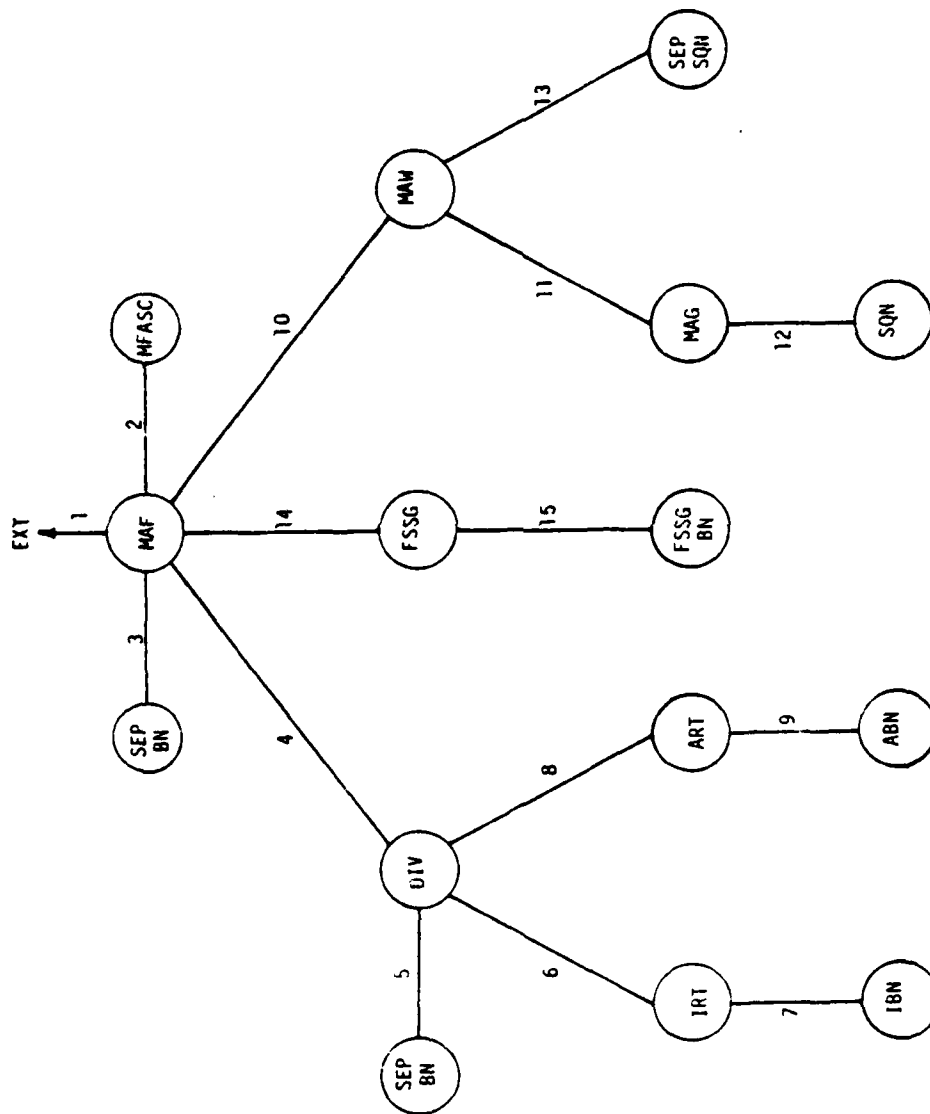 EXT
1
SEP
BN
3
MAF
2
MFASC
4
14
10
SEP
BN
5
DIV
FSSG
MAW
6
8
15
11
13
IRT
ART
FSSG
BN
MAG
SEP
SQN
7
9
12
IBN
ABN
SQN